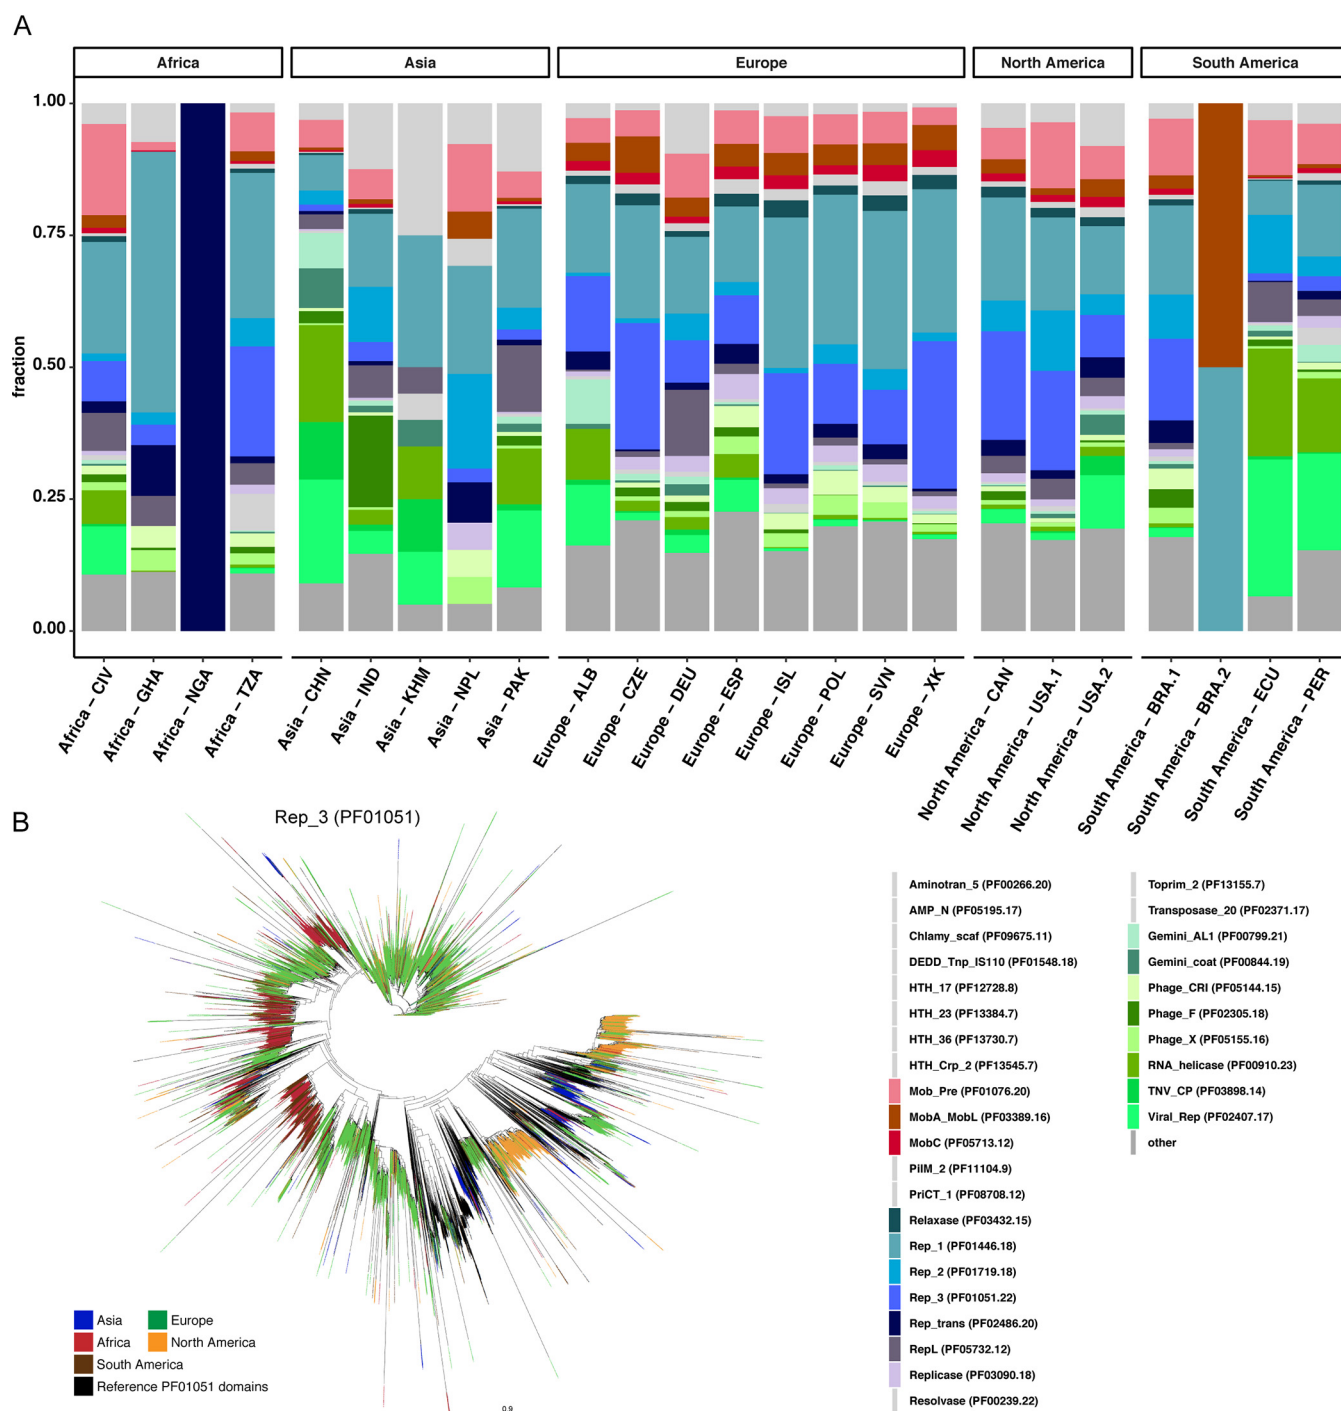 A
Africa
Asia
Europe
North America
South America
1.00
0.75
0.50
0.25
0.00
fraction
Africa – CIV
Africa – GHA
Africa – NGA
Africa – TZA
Asia – CHN
Asia – IND
Asia – KHM
Asia – NPL
Asia – PAK
Europe – ALB
Europe – CZE
Europe – DEU
Europe – ESP
Europe – ISL
Europe – POL
Europe – SVN
Europe – XK
North America – CAN
North America – USA.1
North America – USA.2
South America – BRA.1
South America – BRA.2
South America – ECU
South America – PER
B
Rep_3 (PF01051)
Asia
Europe
Africa
North America
South America
Reference PF01051 domains
0.9
Aminotran_5 (PF00266.20)
AMP_N (PF05195.17)
Chlamy_scaf (PF09675.11)
DEDD_Tnp_IS110 (PF01548.18)
HTH_17 (PF12728.8)
HTH_23 (PF13384.7)
HTH_36 (PF13730.7)
HTH_Crp_2 (PF13545.7)
Mob_Pre (PF01076.20)
MobA_MobL (PF03389.16)
MobC (PF05713.12)
PilM_2 (PF11104.9)
PriCT_1 (PF08708.12)
Relaxase (PF03432.15)
Rep_1 (PF01446.18)
Rep_2 (PF01719.18)
Rep_3 (PF01051.22)
Rep_trans (PF02486.20)
RepL (PF05732.12)
Replicase (PF03090.18)
Resolvase (PF00239.22)
Toprim_2 (PF13155.7)
Transposase_20 (PF02371.17)
Gemini_AL1 (PF00799.21)
Gemini_coat (PF00844.19)
Phage_CRI (PF05144.15)
Phage_F (PF02305.18)
Phage_X (PF05155.16)
RNA_helicase (PF00910.23)
TNV_CP (PF03898.14)
Viral_Rep (PF02407.17)
other